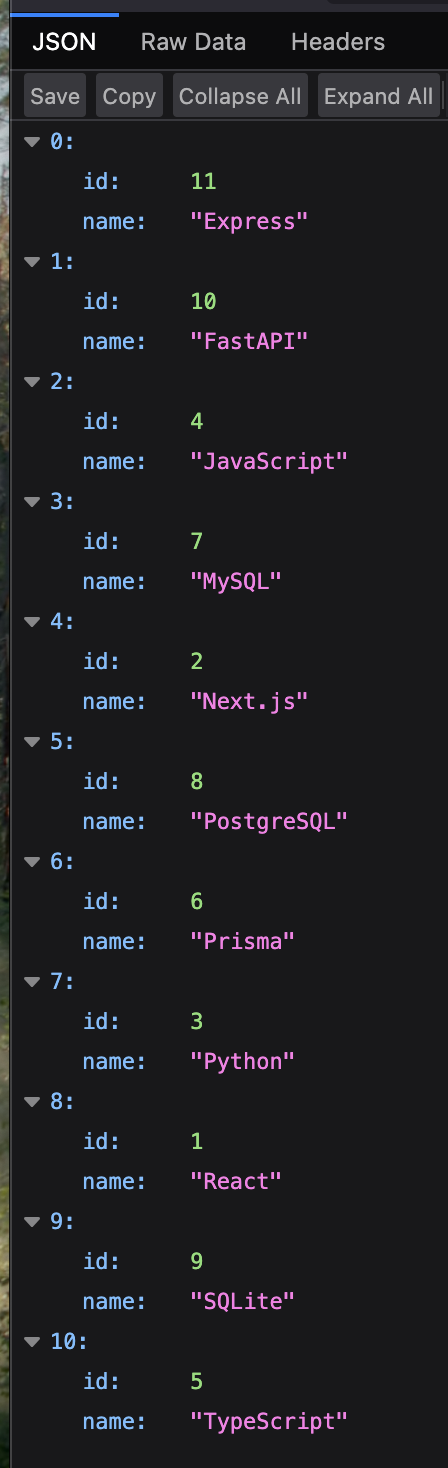 JSON Raw Data Headers
Save Copy Collapse All Expand All
0:
id: 11
name: "Express"
1:
id: 10
name: "FastAPI"
2:
id: 4
name: "JavaScript"
3:
id: 7
name: "MySQL"
4:
id: 2
name: "Next.js"
5:
id: 8
name: "PostgreSQL"
6:
id: 6
name: "Prisma"
7:
id: 3
name: "Python"
8:
id: 1
name: "React"
9:
id: 9
name: "SQLite"
10:
id: 5
name: "TypeScript"